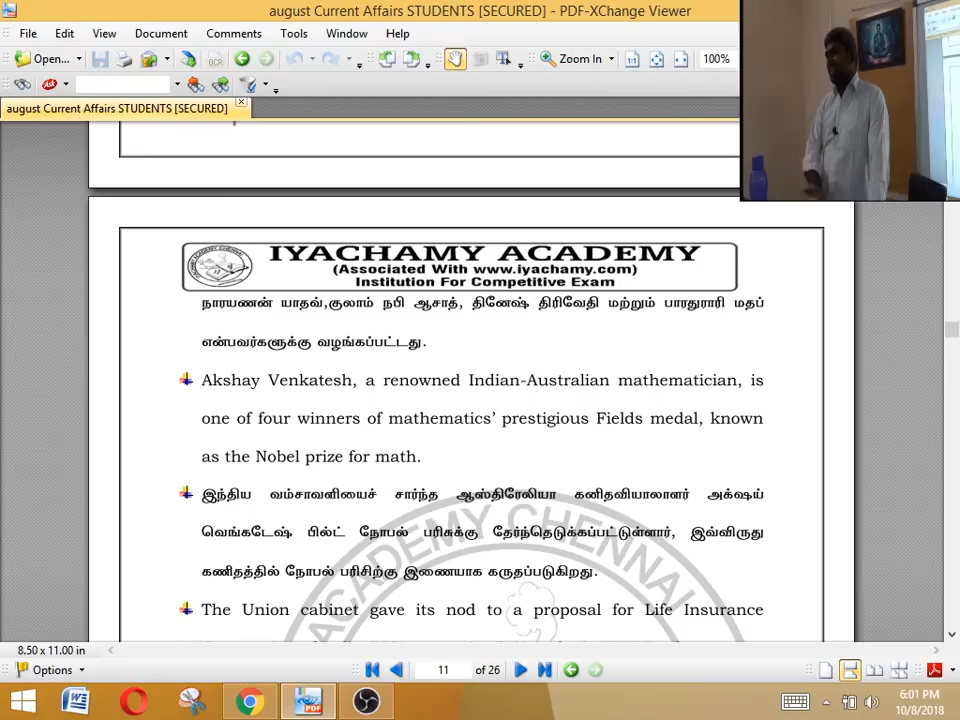 august Current Affairs STUDENTS [SECURED] - PDF-XChange Viewer
File Edit View Document Comments Tools Window Help
Open... OCR Zoom In 100%
august Current Affairs STUDENTS [SECURED]
IYACHAMY ACADEMY
(Associated With www.iyachamy.com)
Institution For Competitive Exam
நாராயணன் யாதவ்,குலாம் நபி ஆசாத், தினேஷ் திரிவேதி மற்றும் பாரதுராரி மதப்
என்பவர்களுக்கு வழங்கப்பட்டது.
Akshay Venkatesh, a renowned Indian-Australian mathematician, is
one of four winners of mathematics’ prestigious Fields medal, known
as the Nobel prize for math.
இந்திய வம்சாவளியைச் சார்ந்த ஆஸ்திரேலியா கனிதவியாலாளர் அக்‌ஷய்
வெங்கடேஷ் பில்ட் நோபல் பரிசுக்கு தேர்ந்தெடுக்கப்பட்டுள்ளார், இவ்விருது
கணிதத்தில் நோபல் பரிசிற்கு இணையாக கருதப்படுகிறது.
The Union cabinet gave its nod to a proposal for Life Insurance
ACADEMY CHENNAI
8.50 x 11.00 in
Options 11 of 26
6:01 PM
10/8/2018